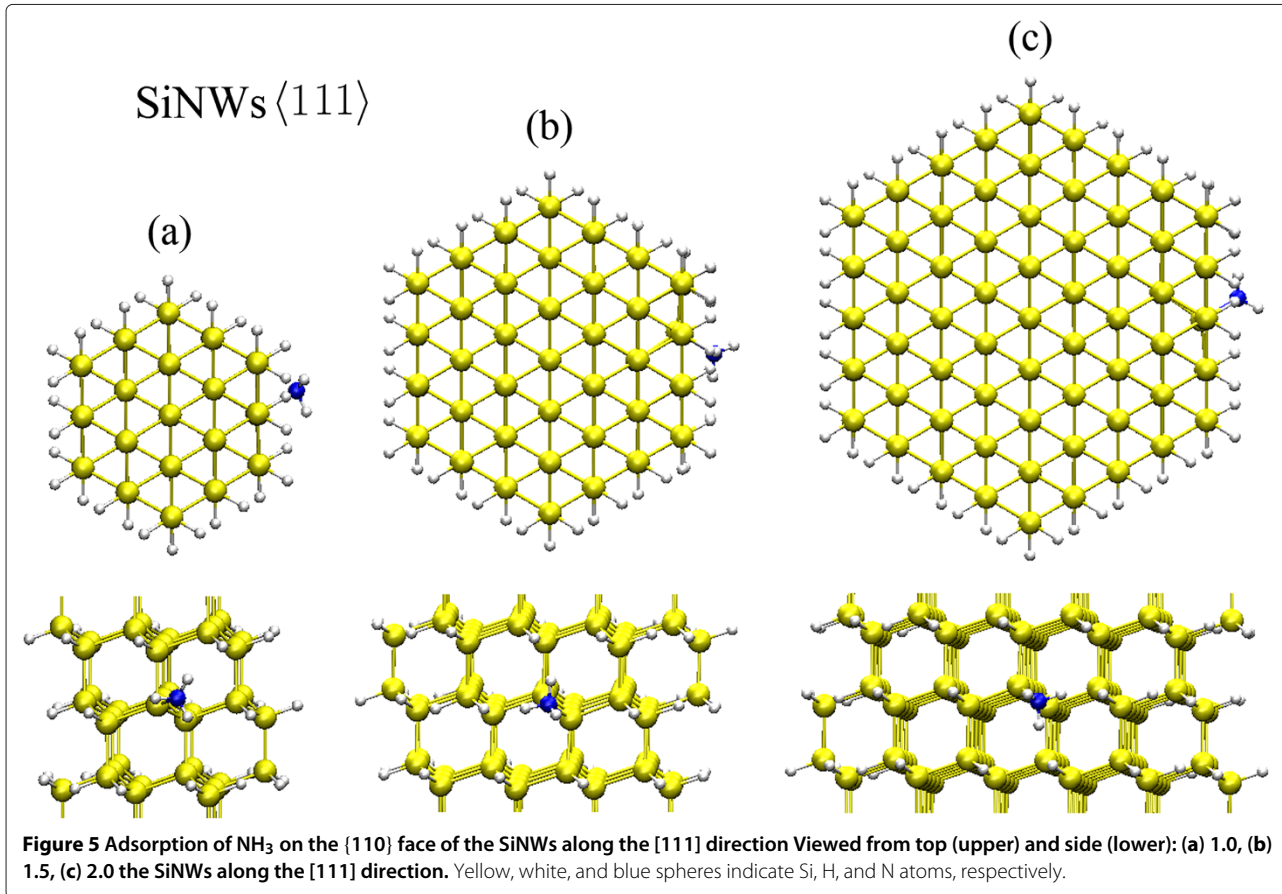 (c)
SiNWs ⟨111⟩
(b)
(a)
Figure 5 Adsorption of NH₃ on the {110} face of the SiNWs along the [111] direction Viewed from top (upper) and side (lower): (a) 1.0, (b)
1.5, (c) 2.0 the SiNWs along the [111] direction. Yellow, white, and blue spheres indicate Si, H, and N atoms, respectively.